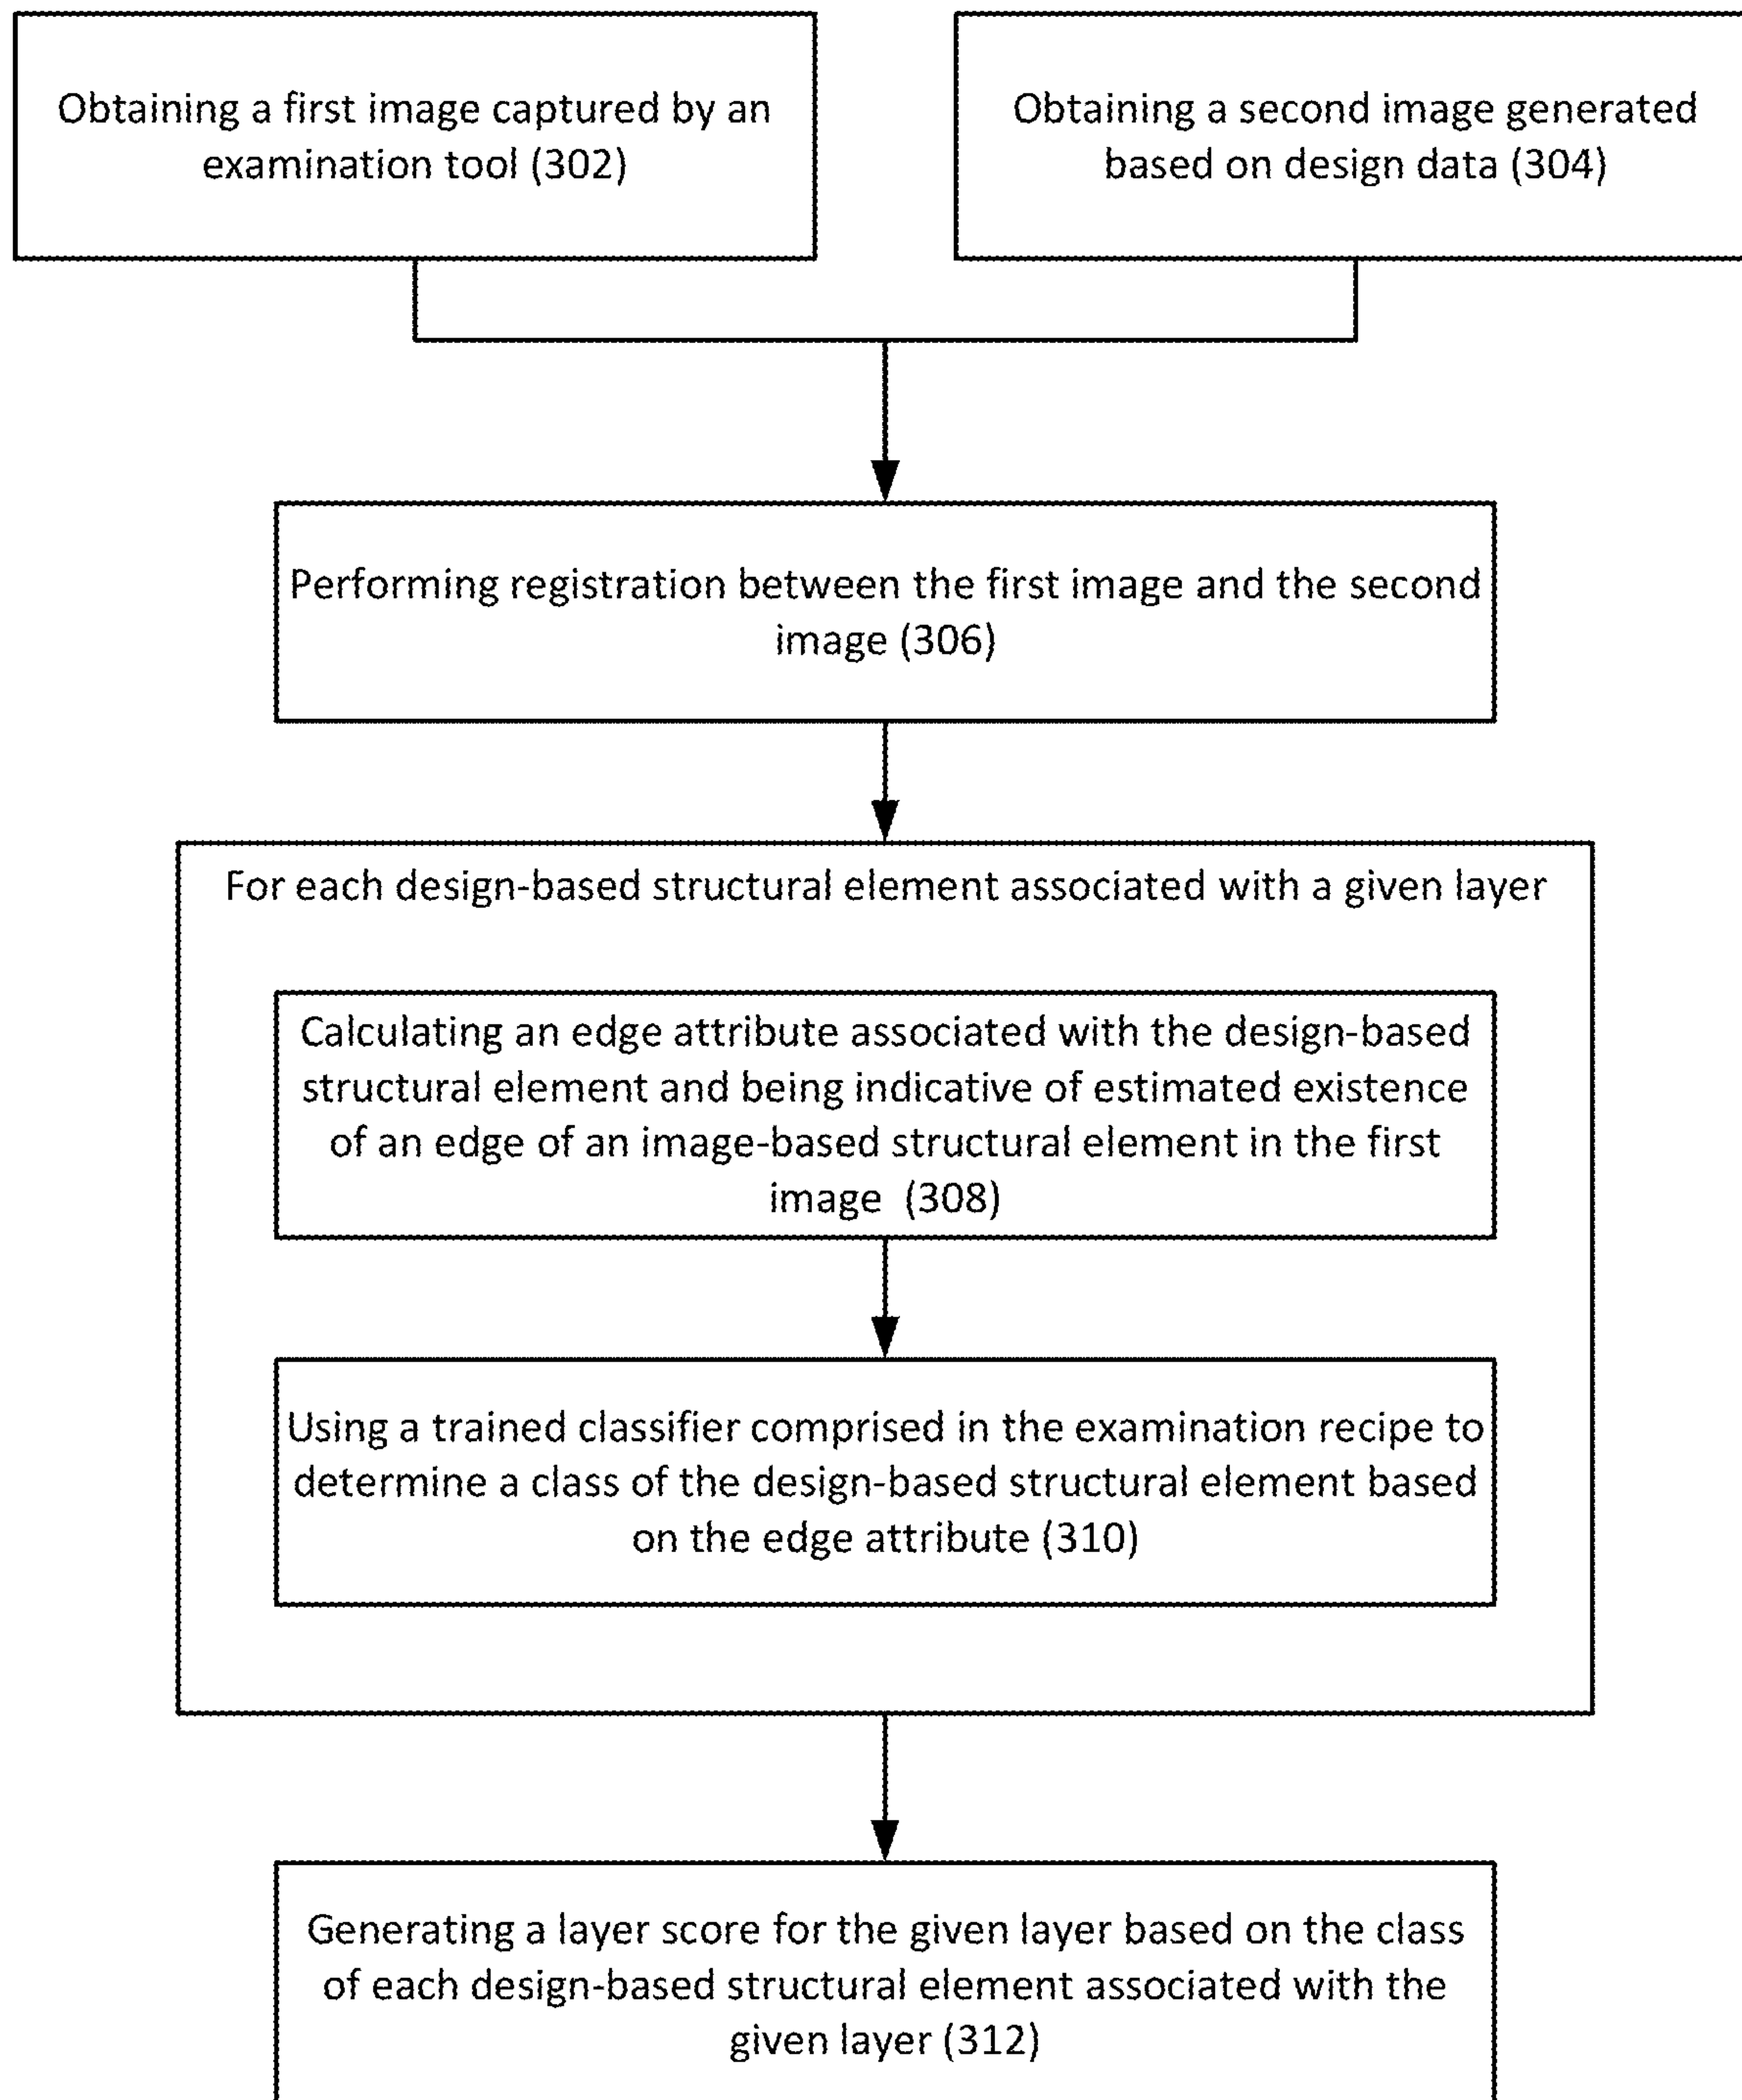 Obtaining a first image captured by an
examination tool (302)
Obtaining a second image generated
based on design data (304)
Performing registration between the first image and the second
image (306)
For each design-based structural element associated with a given layer
Calculating an edge attribute associated with the design-based
structural element and being indicative of estimated existence
of an edge of an image-based structural element in the first
image (308)
Using a trained classifier comprised in the examination recipe to
determine a class of the design-based structural element based
on the edge attribute (310)
Generating a layer score for the given layer based on the class
of each design-based structural element associated with the
given layer (312)